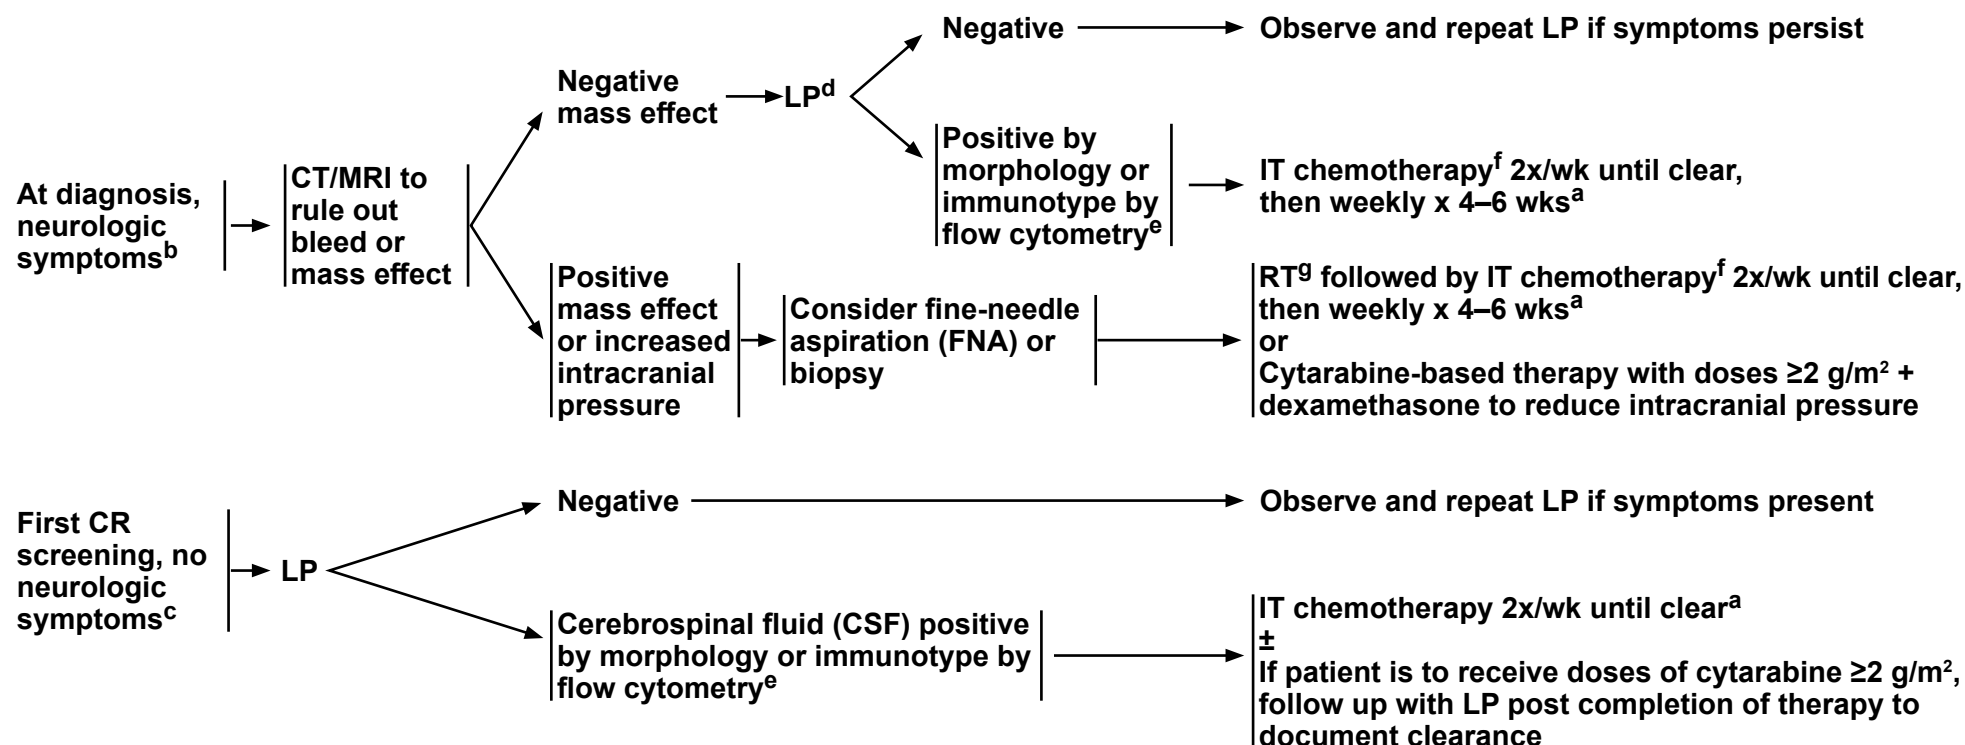 At diagnosis,
neurologic
symptomsᵇ
CT/MRI to
rule out
bleed or
mass effect
Negative
mass effect
LPᵈ
Negative
Observe and repeat LP if symptoms persist
Positive by
morphology or
immunotype by
flow cytometryᵉ
IT chemotherapyᶠ 2x/wk until clear,
then weekly x 4–6 wksᵃ
Positive
mass effect
or increased
intracranial
pressure
Consider fine-needle
aspiration (FNA) or
biopsy
RTᵍ followed by IT chemotherapyᶠ 2x/wk until clear,
then weekly x 4–6 wksᵃ
or
Cytarabine-based therapy with doses ≥2 g/m² +
dexamethasone to reduce intracranial pressure
First CR
screening, no
neurologic
symptomsᶜ
LP
Negative
Observe and repeat LP if symptoms present
Cerebrospinal fluid (CSF) positive
by morphology or immunotype by
flow cytometryᵉ
IT chemotherapy 2x/wk until clearᵃ
±
If patient is to receive doses of cytarabine ≥2 g/m²,
follow up with LP post completion of therapy to
document clearance